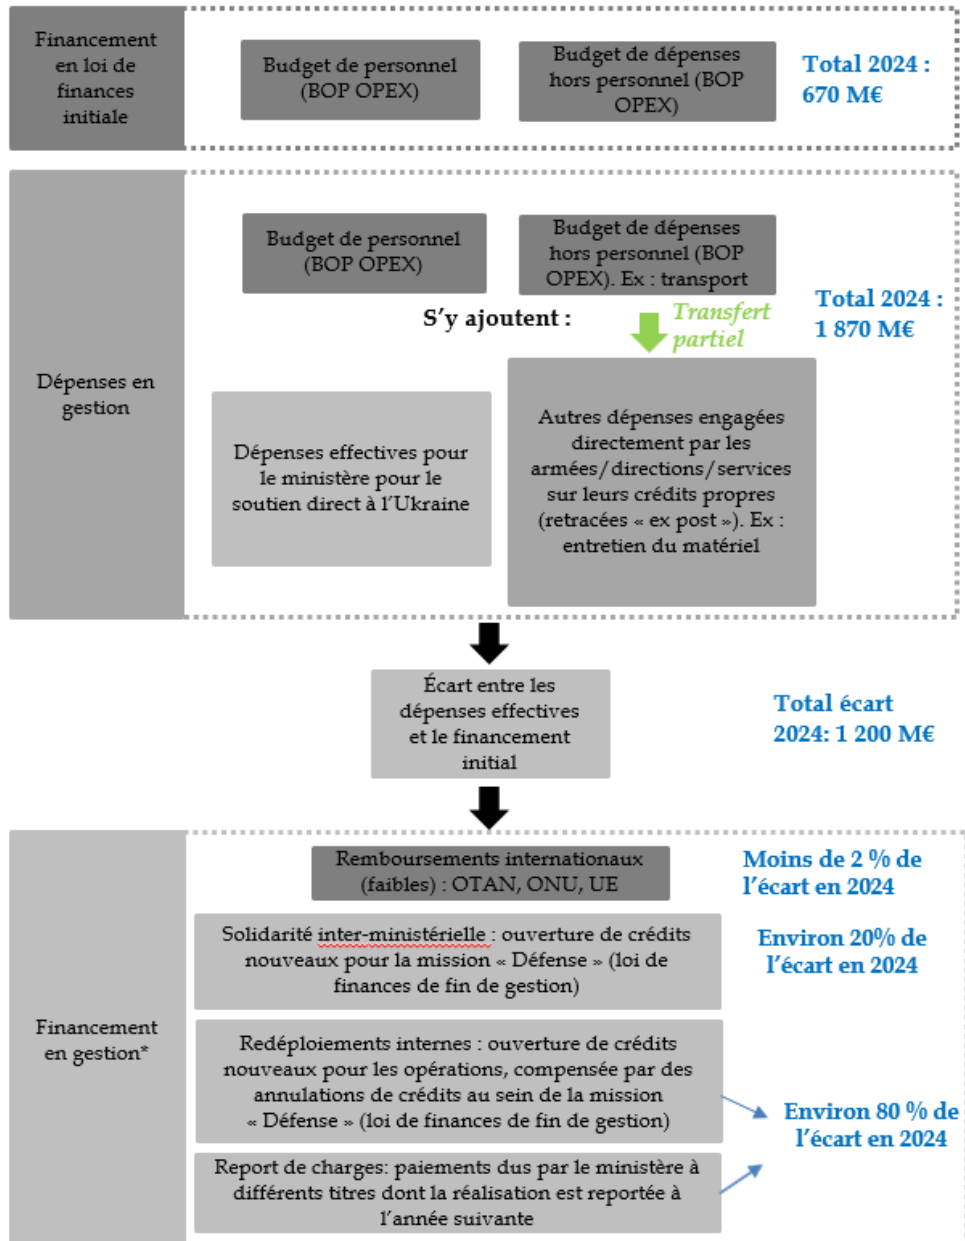 Financement
en loi de
finances
initiale
Budget de personnel
(BOP OPEX)
Budget de dépenses
hors personnel (BOP
OPEX)
Total 2024 :
670 M€
Dépenses en
gestion
Budget de personnel
(BOP OPEX)
Budget de dépenses
hors personnel (BOP
OPEX). Ex : transport
S'y ajoutent :
Transfert
partiel
Total 2024 :
1 870 M€
Dépenses effectives pour
le ministère pour le
soutien direct à l'Ukraine
Autres dépenses engagées
directement par les
armées/directions/services
sur leurs crédits propres
(retracées « ex post »). Ex :
entretien du matériel
Écart entre les
dépenses effectives
et le financement
initial
Total écart
2024: 1 200 M€
Financement
en gestion*
Remboursements internationaux
(faibles) : OTAN, ONU, UE
Moins de 2 % de
l'écart en 2024
Solidarité inter-ministérielle : ouverture de crédits
nouveaux pour la mission « Défense » (loi de
finances de fin de gestion)
Environ 20% de
l'écart en 2024
Redéploiements internes : ouverture de crédits
nouveaux pour les opérations, compensée par des
annulations de crédits au sein de la mission
« Défense » (loi de finances de fin de gestion)
Environ 80 % de
l'écart en 2024
Report de charges: paiements dus par le ministère à
différents titres dont la réalisation est reportée à
l'année suivante